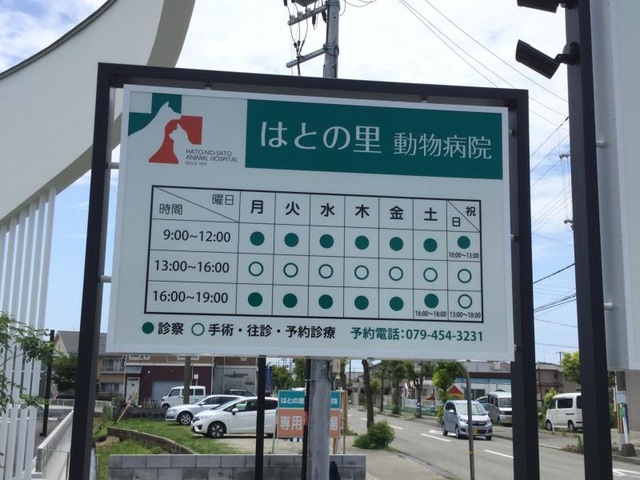 HATO-NO-SATO
ANIMAL HOSPITAL
はとの里 動物病院
時間 曜日 月 火 水 木 金 土 日 祝
9:00~12:00 ● ● ● ● ● ● ● 10:00~13:00
13:00~16:00 ○ ○ ○ ○ ○ ○ ○
16:00~19:00 ● ● ● ● ● ● 16:00~18:00 ○ 13:00~18:00
●診察 ○手術・往診・予約診療 予約電話:079-454-3231
はとの里
専用